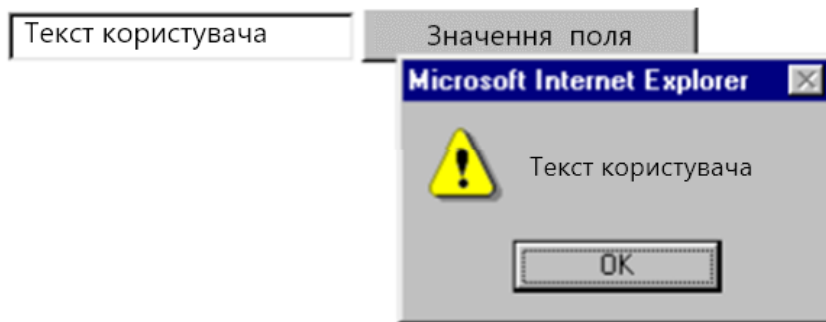 Текст користувача
Значення поля
Microsoft Internet Explorer
Текст користувача
OK